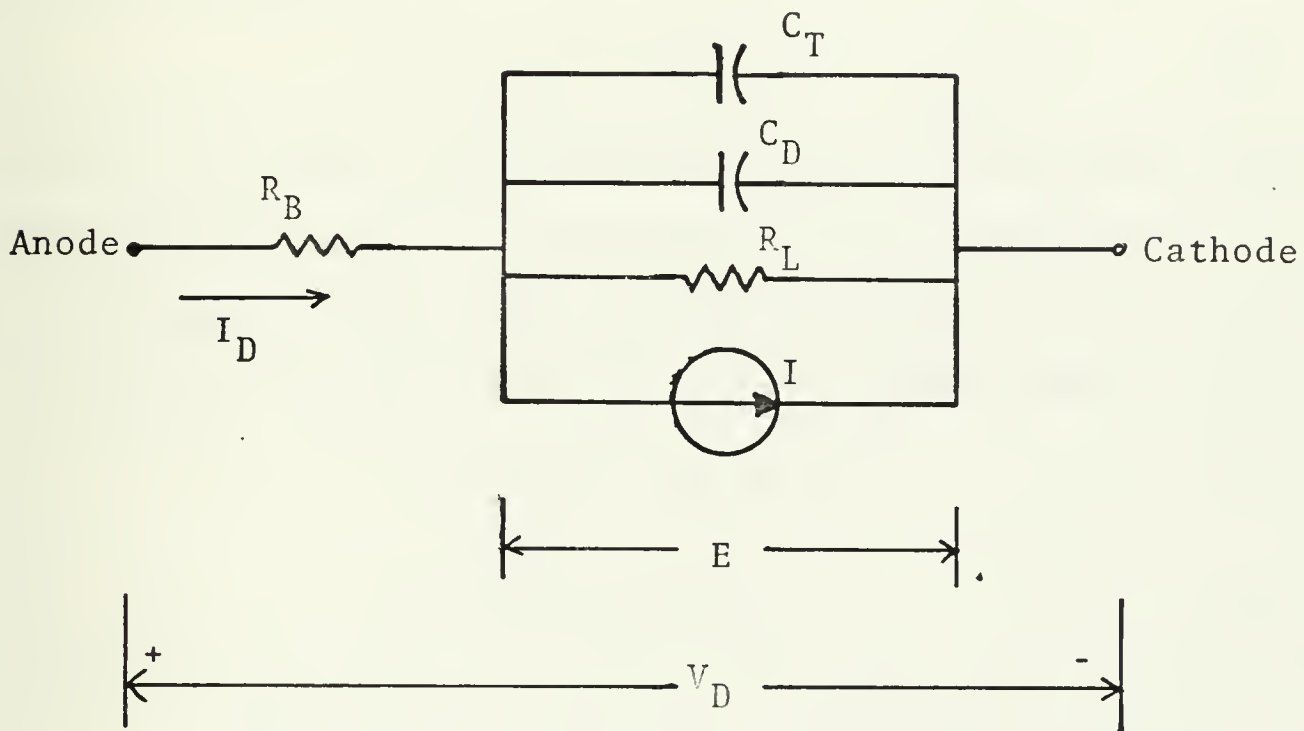 C_T
C_D
R_B
Anode
R_L
Cathode
I_D
I
E
+ -
V_D